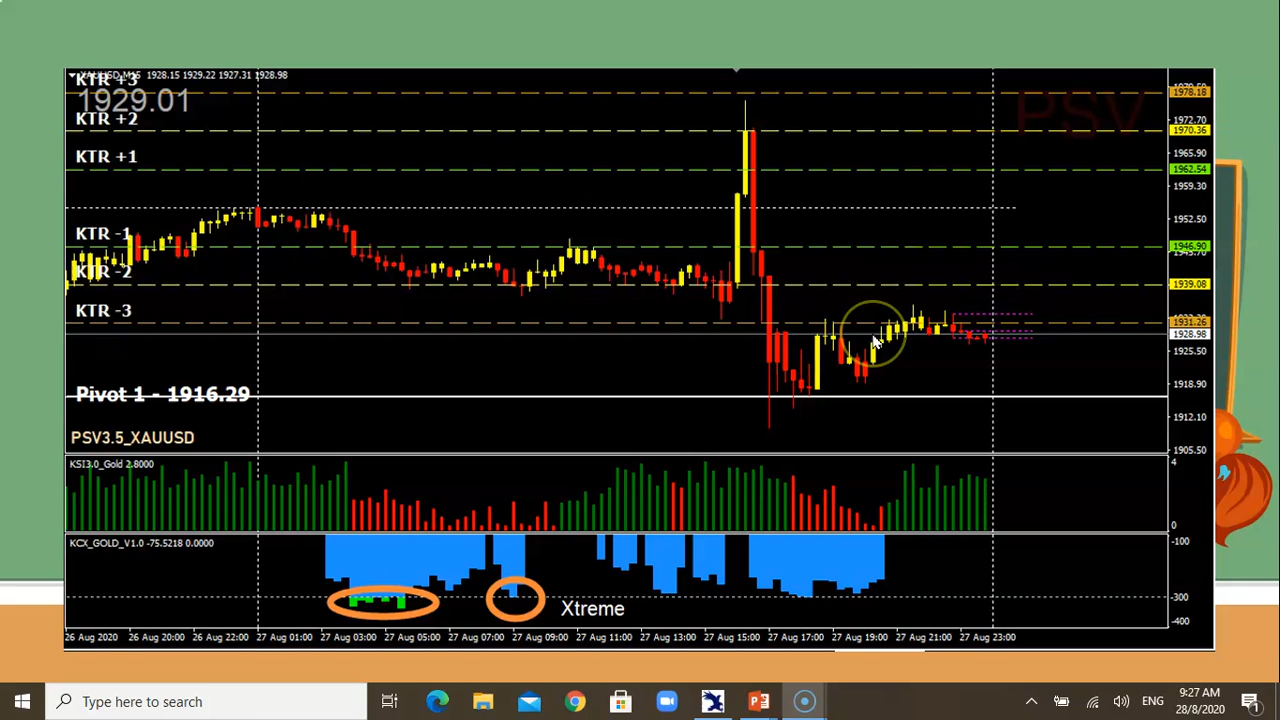 XAUUSD,M15 1928.15 1929.22 1927.31 1928.98
KTR +3
1929.01
PSV
1978.18
KTR +2
1972.70
1970.36
KTR +1
1965.90
1962.54
1959.30
1952.50
KTR -1
1946.90
1945.70
KTR -2
1939.08
KTR -3
1931.26
1928.98
1925.50
1918.90
Pivot 1 - 1916.29
1912.10
PSV3.5_XAUUSD
1905.50
KSI3.0_Gold 2.8000
4
0
KCX_GOLD_V1.0 -75.5218 0.0000
-100
-300
Xtreme
-400
26 Aug 2020 26 Aug 20:00 26 Aug 22:00 27 Aug 01:00 27 Aug 03:00 27 Aug 05:00 27 Aug 07:00 27 Aug 09:00 27 Aug 11:00 27 Aug 13:00 27 Aug 15:00 27 Aug 17:00 27 Aug 19:00 27 Aug 21:00 27 Aug 23:00
Type here to search
ENG
9:27 AM
28/8/2020